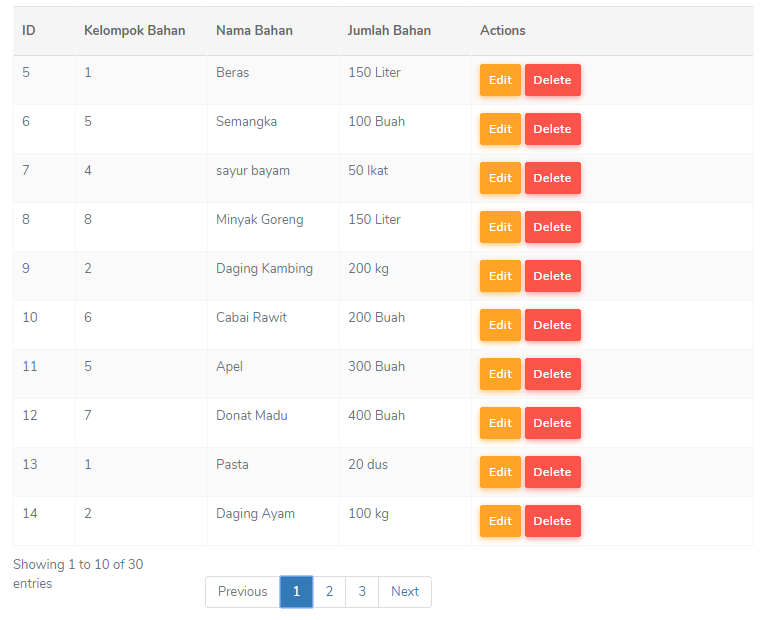 ID Kelompok Bahan Nama Bahan Jumlah Bahan Actions
5 1 Beras 150 Liter Edit Delete
6 5 Semangka 100 Buah Edit Delete
7 4 sayur bayam 50 Ikat Edit Delete
8 8 Minyak Goreng 150 Liter Edit Delete
9 2 Daging Kambing 200 kg Edit Delete
10 6 Cabai Rawit 200 Buah Edit Delete
11 5 Apel 300 Buah Edit Delete
12 7 Donat Madu 400 Buah Edit Delete
13 1 Pasta 20 dus Edit Delete
14 2 Daging Ayam 100 kg Edit Delete
Showing 1 to 10 of 30
entries
Previous 1 2 3 Next